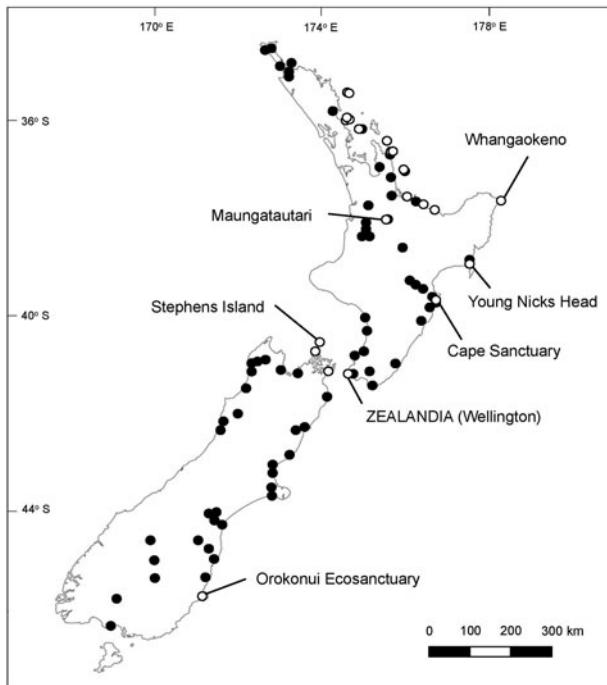 170° E 174° E 178° E
36° S
Whangaokeno
Maungatautari
40° S
Young Nicks Head
Stephens Island
Cape Sanctuary
ZEALANDIA (Wellington)
44° S
Orokonui Ecosanctuary
0 100 200 300 km